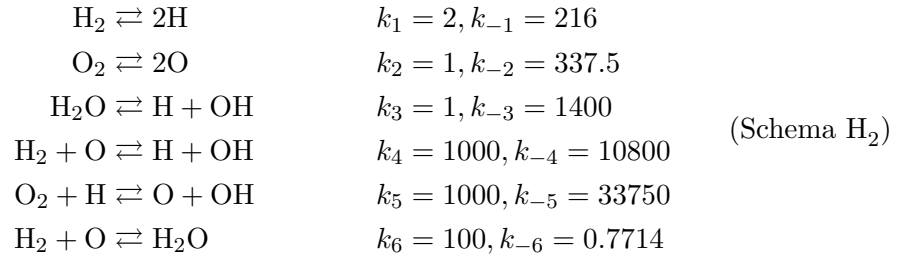 H₂ ⇄ 2H k₁ = 2, k₋₁ = 216
O₂ ⇄ 2O k₂ = 1, k₋₂ = 337.5
H₂O ⇄ H + OH k₃ = 1, k₋₃ = 1400
H₂ + O ⇄ H + OH k₄ = 1000, k₋₄ = 10800
O₂ + H ⇄ O + OH k₅ = 1000, k₋₅ = 33750
H₂ + O ⇄ H₂O k₆ = 100, k₋₆ = 0.7714
(Schema H₂)